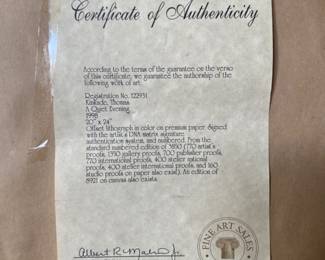 Certificate of Authenticity
According to the terms of the guarantee on the verso
of this certificate, we guarantee the authorship of the
following work of art:
Registration No. 122931
Kinkade, Thomas
A Quiet Evening
1998
20" x 24"
Offset lithograph in color on premium paper. Signed
with the artist's DNA matrix signature
authentication system, and numbered. From the
standard numbered edition of 3850 (770 artist's
proofs, 1350 gallery proofs, 700 publisher proofs,
770 international proofs, 400 atelier national
proofs, 400 atelier international proofs, and 160
studio proofs on paper also exist). An edition of
8921 on canvas also exists.
FINE ART SALES